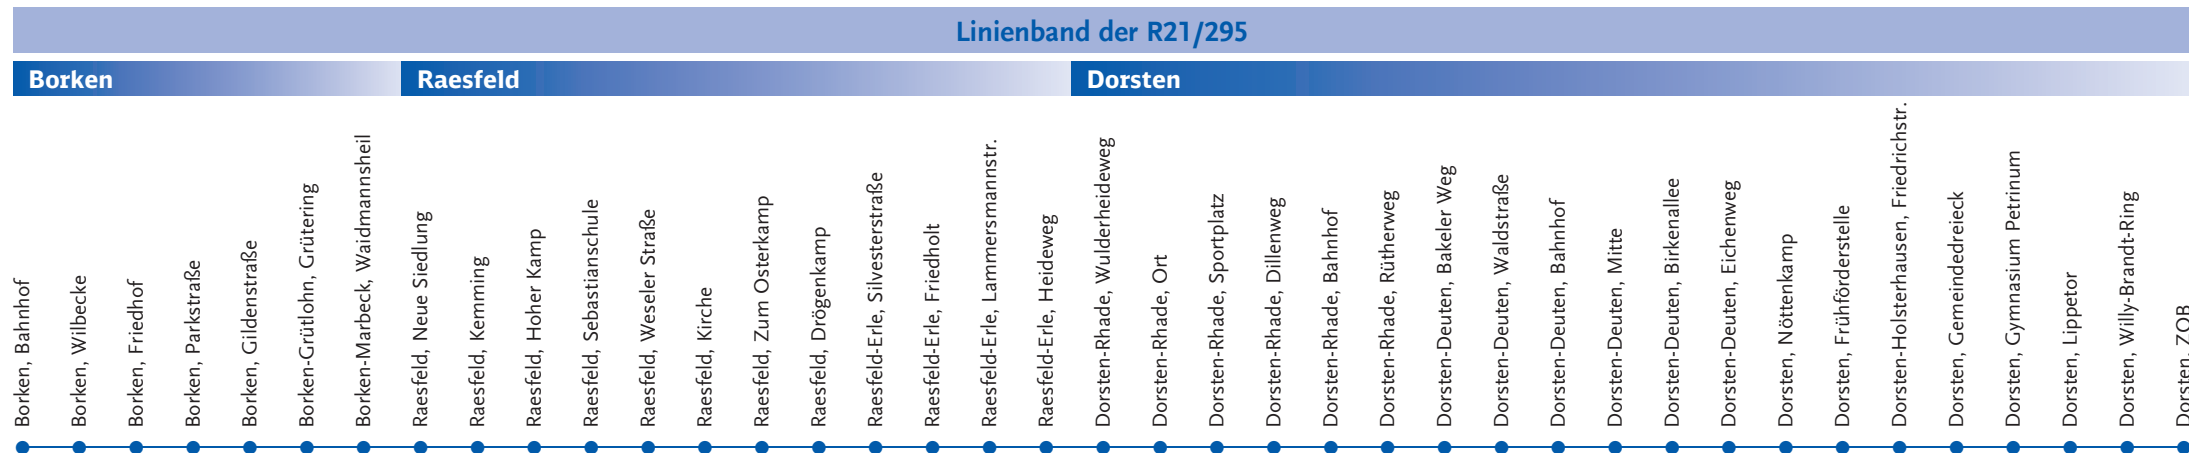 Linienband der R21/295
Borken
Raesfeld
Dorsten
Borken, Bahnhof
Borken, Wilbecke
Borken, Friedhof
Borken, Parkstraße
Borken, Gildenstraße
Borken-Grütlohn, Grütering
Borken-Marbeck, Waidmannsheil
Raesfeld, Neue Siedlung
Raesfeld, Kemming
Raesfeld, Hoher Kamp
Raesfeld, Sebastianschule
Raesfeld, Weseler Straße
Raesfeld, Kirche
Raesfeld, Zum Osterkamp
Raesfeld, Drögenkamp
Raesfeld-Erle, Silvesterstraße
Raesfeld-Erle, Friedholt
Raesfeld-Erle, Lammersmannstr.
Raesfeld-Erle, Heideweg
Dorsten-Rhade, Wulderheideweg
Dorsten-Rhade, Ort
Dorsten-Rhade, Sportplatz
Dorsten-Rhade, Dillenweg
Dorsten-Rhade, Bahnhof
Dorsten-Rhade, Rütherweg
Dorsten-Deuten, Bakeler Weg
Dorsten-Deuten, Waldstraße
Dorsten-Deuten, Bahnhof
Dorsten-Deuten, Mitte
Dorsten-Deuten, Birkenallee
Dorsten-Deuten, Eichenweg
Dorsten, Nöttenkamp
Dorsten, Frühförderstelle
Dorsten-Holsterhausen, Friedrichstr.
Dorsten, Gemeindedreieck
Dorsten, Gymnasium Petrinum
Dorsten, Lippetor
Dorsten, Willy-Brandt-Ring
Dorsten, ZOB